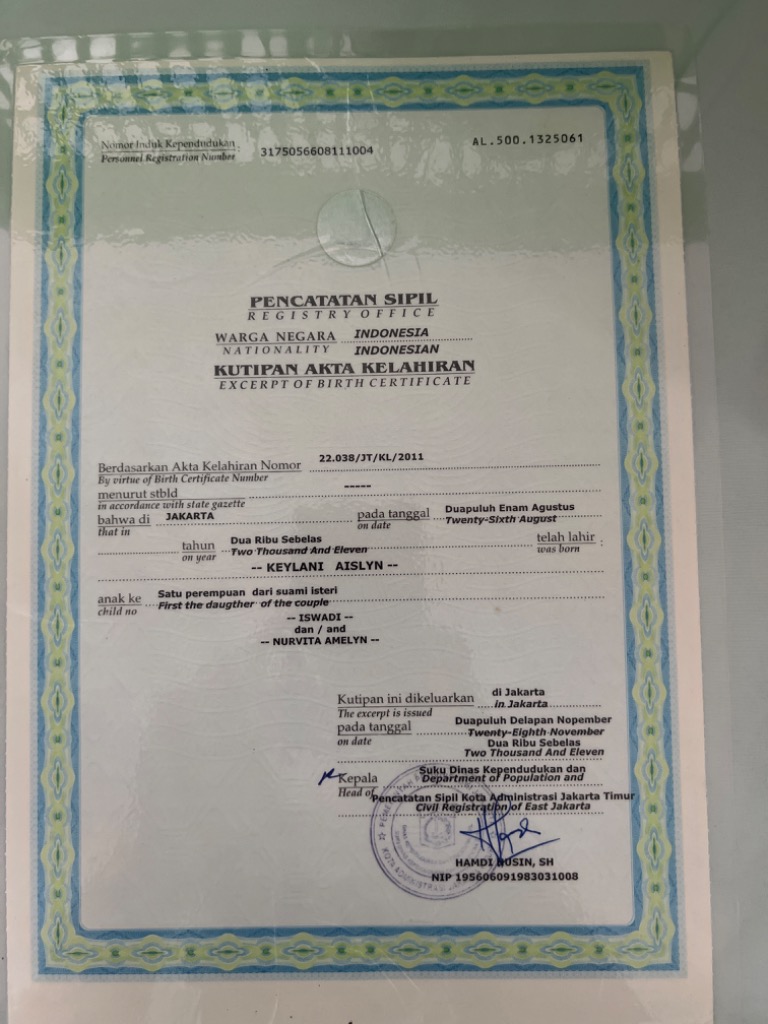 Nomor Induk Kependudukan :
Personnel Registration Number
3175056608111004
AL.500.1325061
PENCATATAN SIPIL
REGISTRY OFFICE
WARGA NEGARA INDONESIA
NATIONALITY INDONESIAN
KUTIPAN AKTA KELAHIRAN
EXCERPT OF BIRTH CERTIFICATE
Berdasarkan Akta Kelahiran Nomor 22.038/JT/KL/2011
By virtue of Birth Certificate Number
menurut stbld -----
in accordance with state gazette
bahwa di JAKARTA pada tanggal Duapuluh Enam Agustus
that in on date Twenty-Sixth August
tahun Dua Ribu Sebelas telah lahir :
on year Two Thousand And Eleven was born
-- KEYLANI AISLYN --
anak ke Satu perempuan dari suami isteri
child no First the daugther of the couple
-- ISWADI --
dan / and
-- NURVITA AMELYN --
Kutipan ini dikeluarkan di Jakarta
The excerpt is issued in Jakarta
pada tanggal Duapuluh Delapan Nopember
on date Twenty-Eighth November
Dua Ribu Sebelas
Two Thousand And Eleven
Kepala Suku Dinas Kependudukan dan
Head of Department of Population and
Pencatatan Sipil Kota Administrasi Jakarta Timur
Civil Registration of East Jakarta
HAMDI HUSIN, SH
NIP 195606091983031008